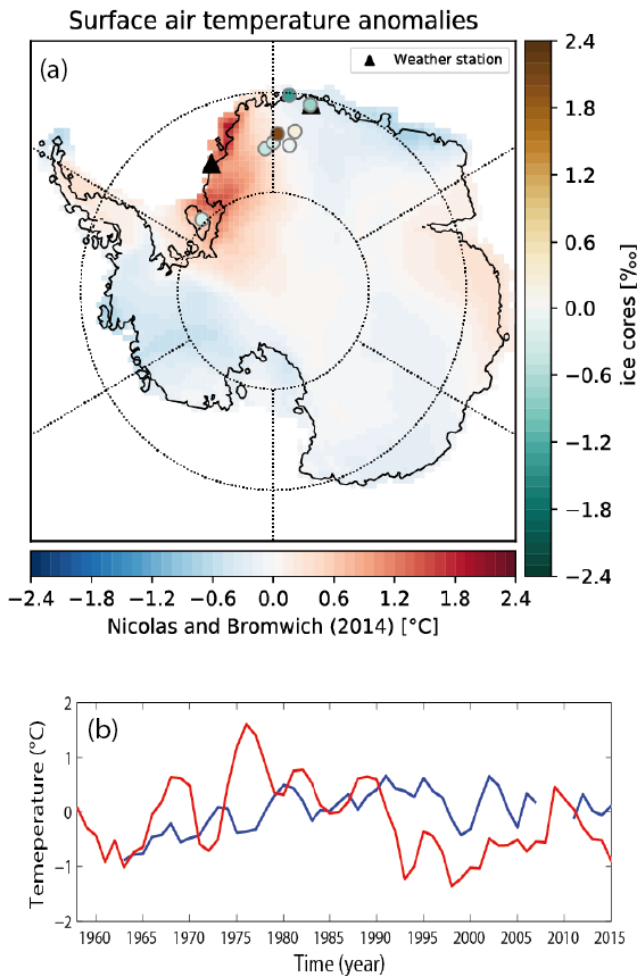 Surface air temperature anomalies
(a)
Weather station
2.4
1.8
1.2
0.6
0.0
−0.6
−1.2
−1.8
−2.4
ice cores [‰]
−2.4 −1.8 −1.2 −0.6 0.0 0.6 1.2 1.8 2.4
Nicolas and Bromwich (2014) [°C]
(b)
2
1
0
−1
−2
Temeperature (°C)
1960 1965 1970 1975 1980 1985 1990 1995 2000 2005 2010 2015
Time (year)